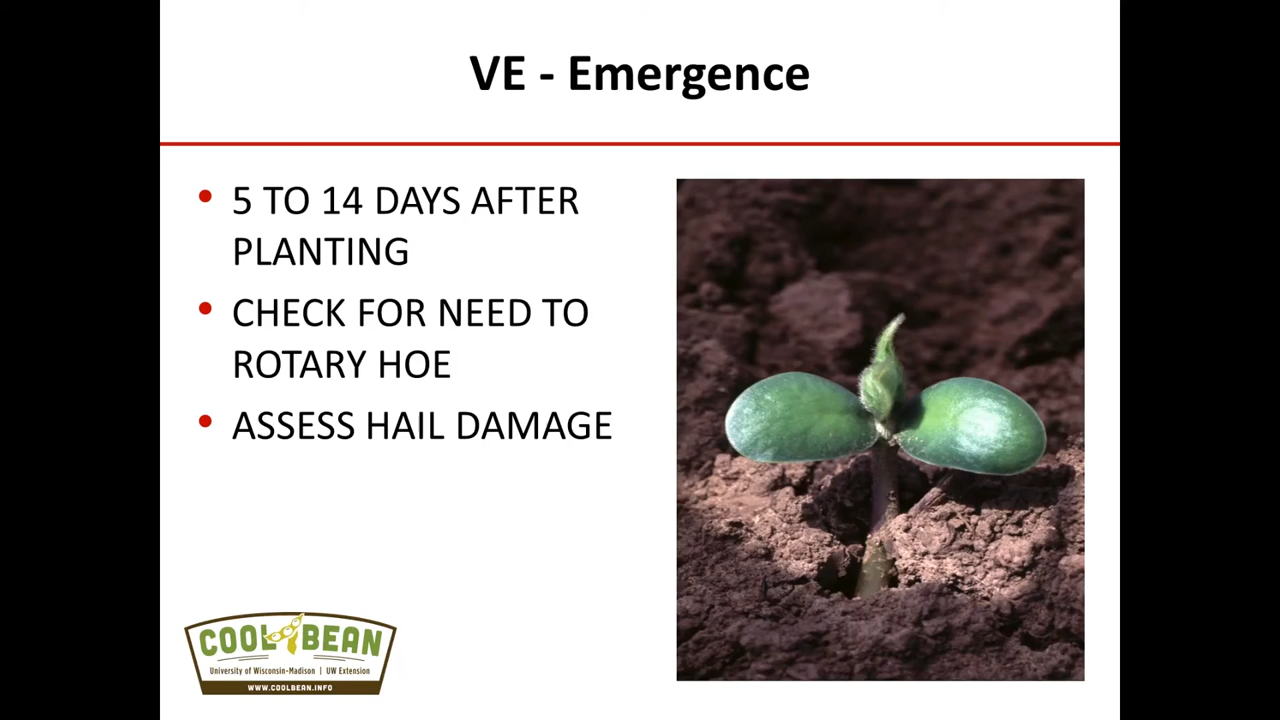 VE - Emergence
• 5 TO 14 DAYS AFTER
PLANTING
• CHECK FOR NEED TO
ROTARY HOE
• ASSESS HAIL DAMAGE
COOL BEAN
University of Wisconsin-Madison | UW Extension
WWW.COOLBEAN.INFO